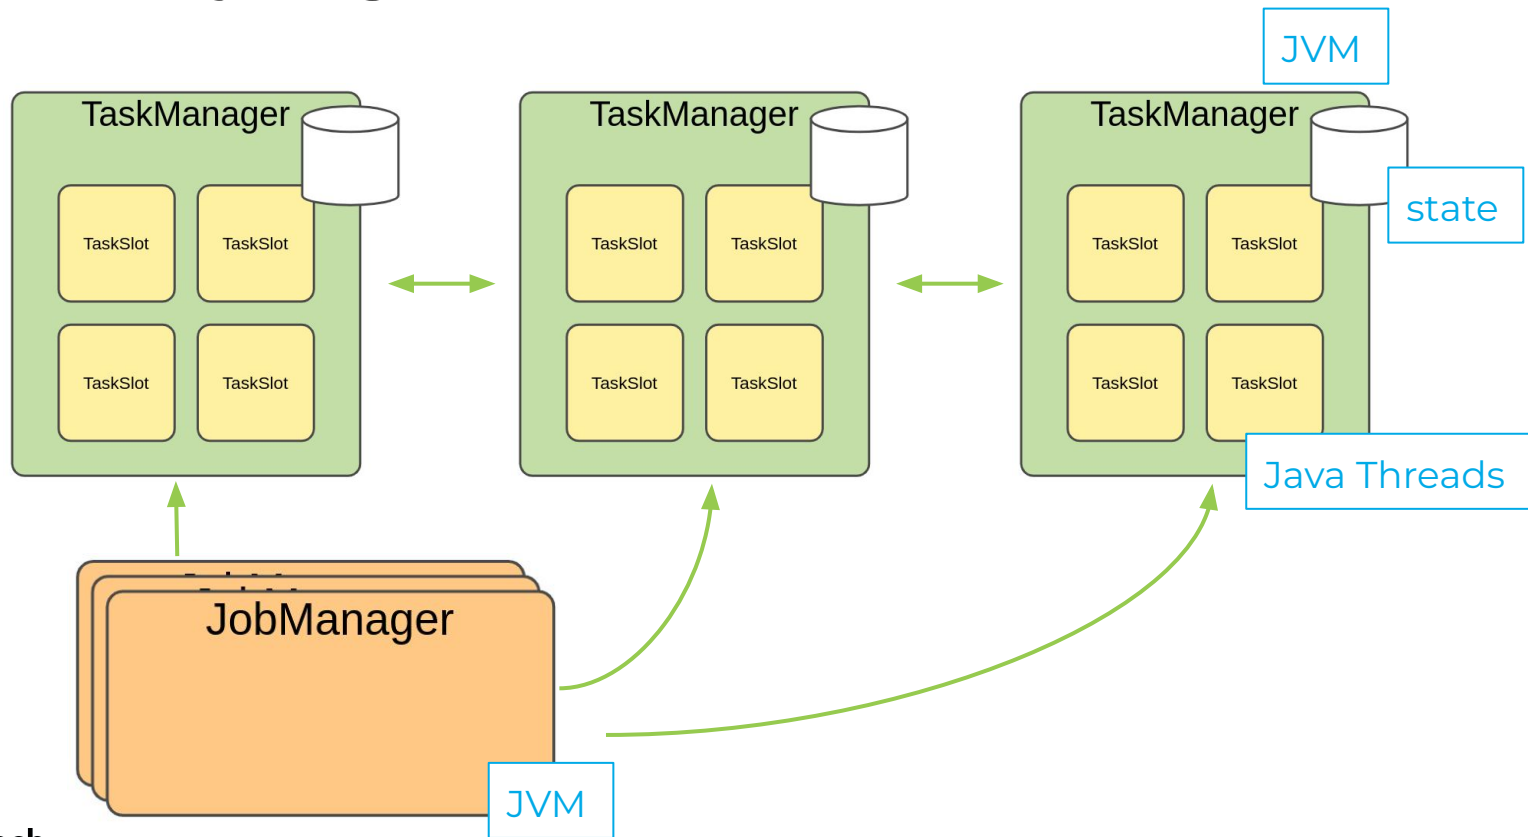 JVM
TaskManager
TaskManager
TaskManager
state
TaskSlot TaskSlot
TaskSlot TaskSlot
TaskSlot TaskSlot
TaskSlot TaskSlot
TaskSlot TaskSlot
TaskSlot TaskSlot
Java Threads
JobManager
JVM